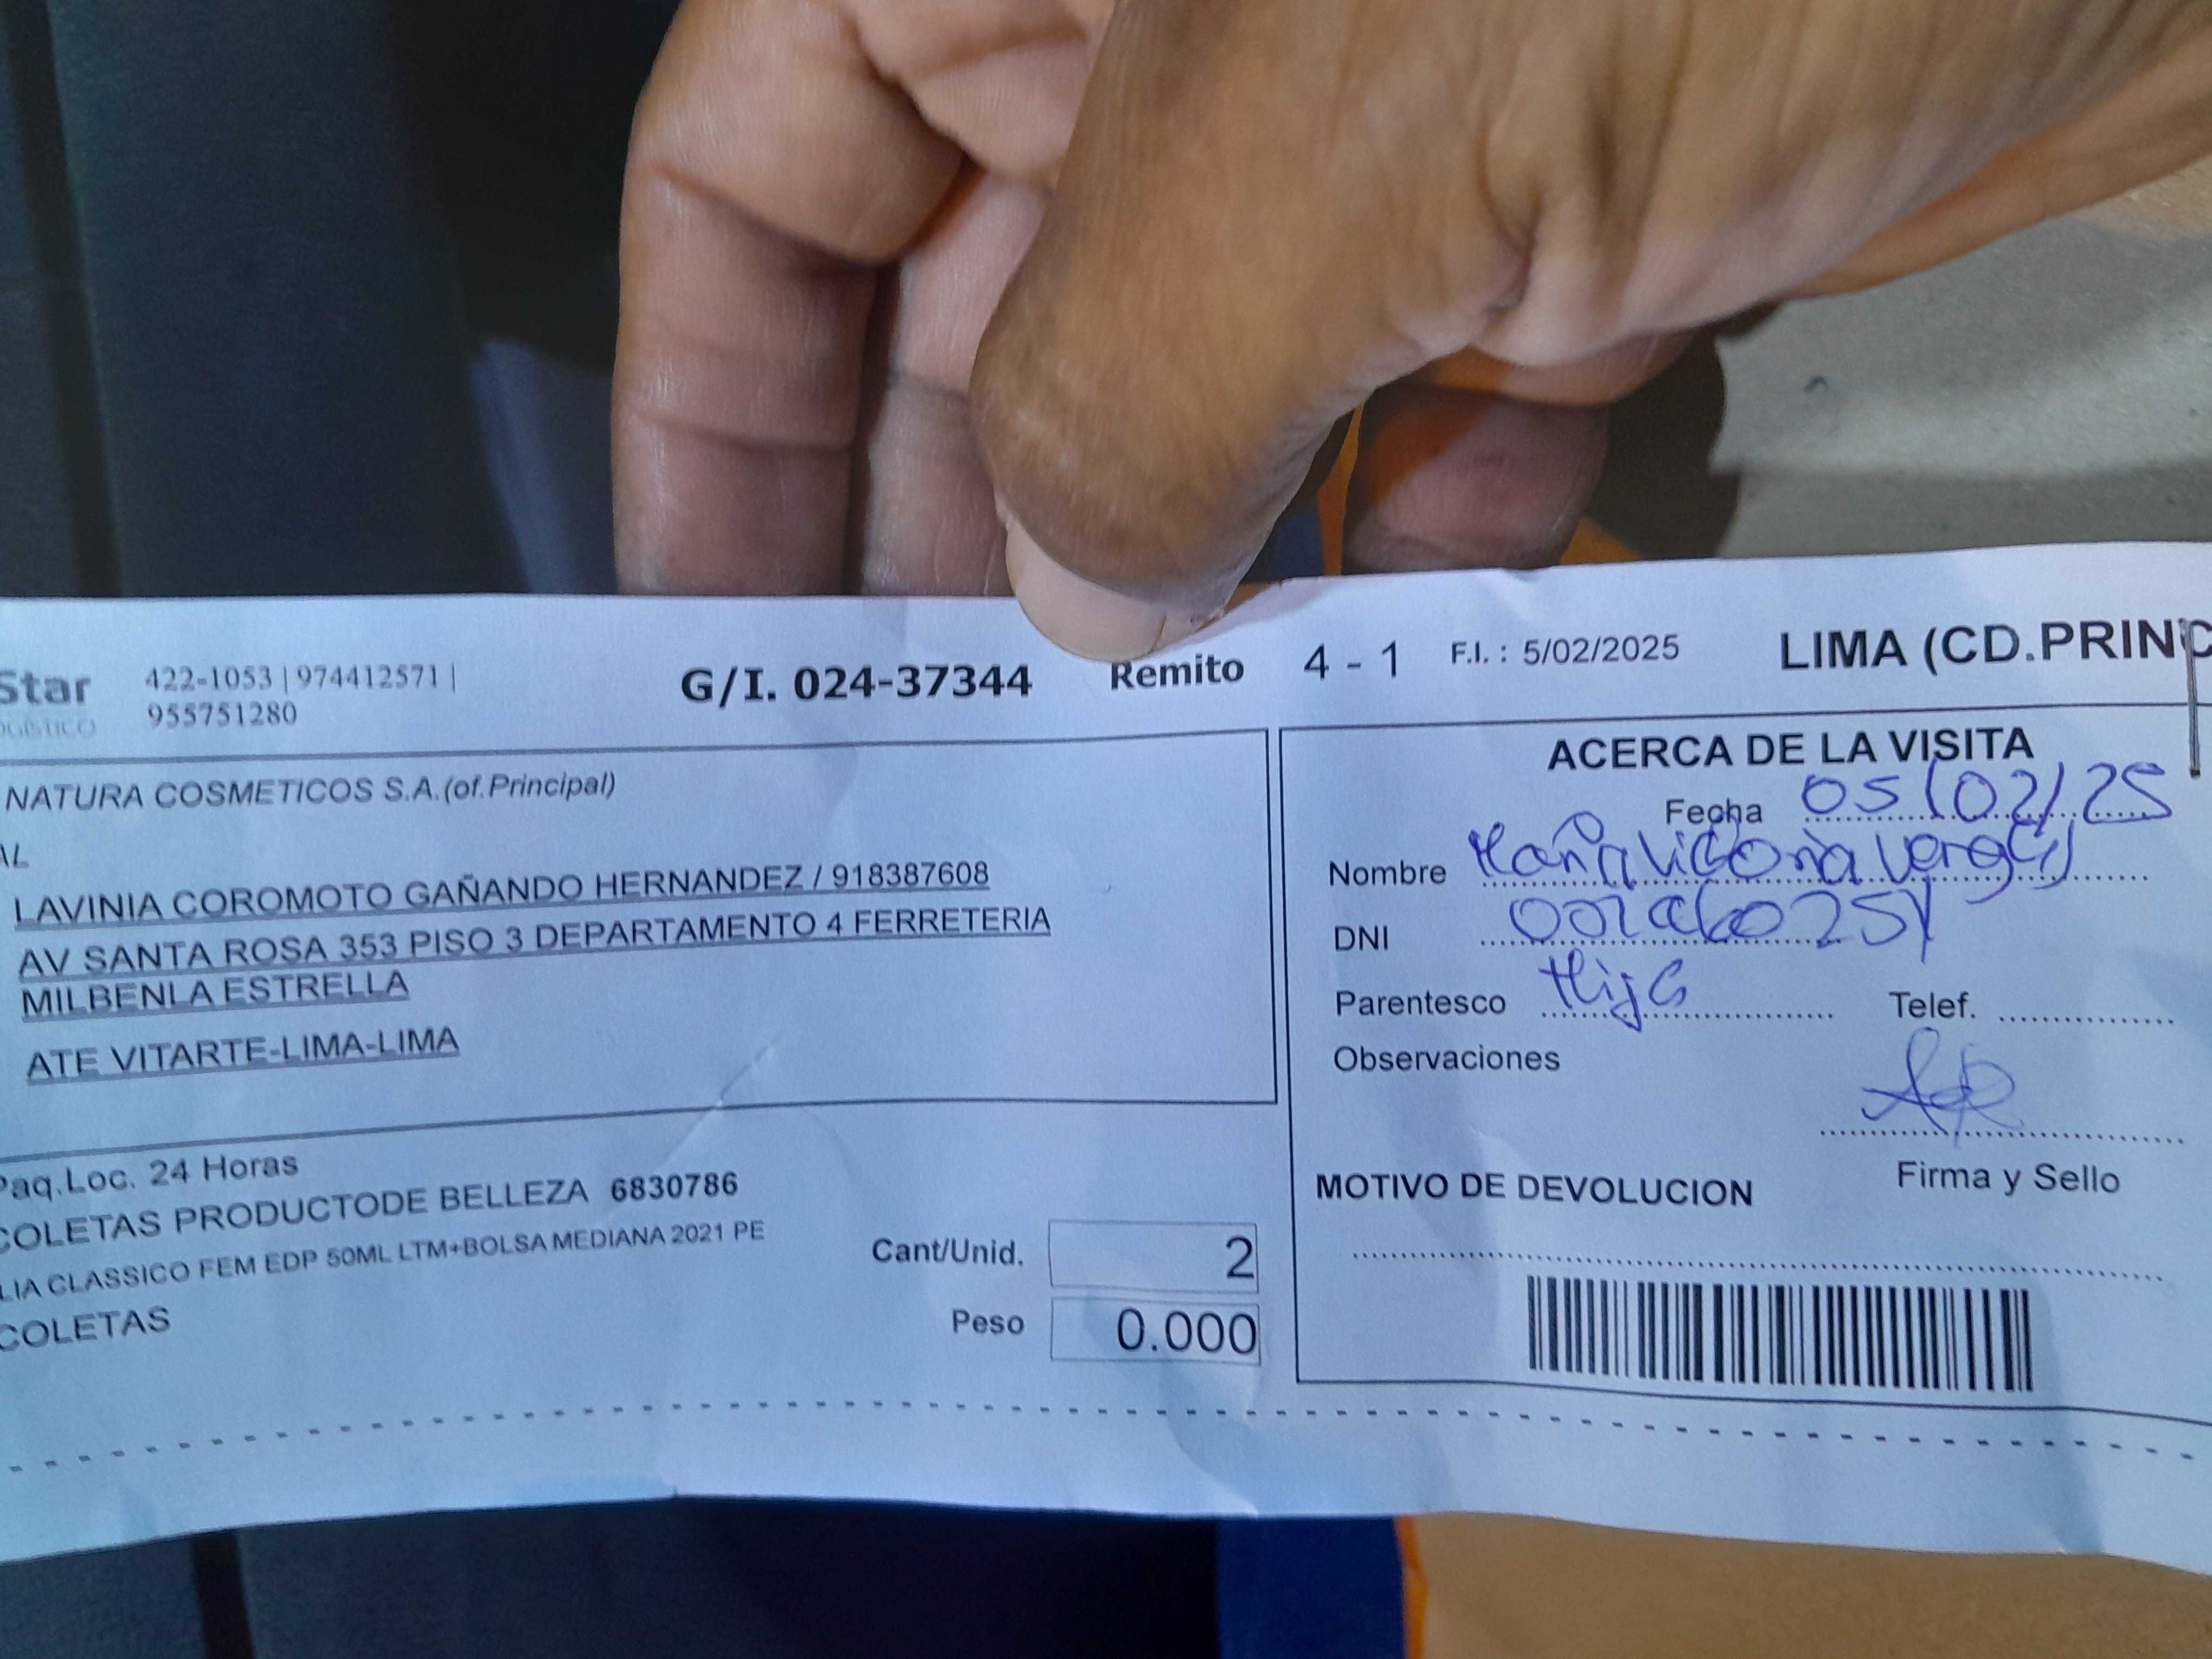 Star
422-1053 | 974412571 |
955751280
G/I. 024-37344
Remito 4 - 1
F.I. : 5/02/2025
LIMA (CD.PRINC
NATURA COSMETICOS S.A.(of.Principal)
AL
LAVINIA COROMOTO GAÑANDO HERNANDEZ / 918387608
AV SANTA ROSA 353 PISO 3 DEPARTAMENTO 4 FERRETERIA
MILBENLA ESTRELLA
ATE VITARTE-LIMA-LIMA
Paq.Loc. 24 Horas
COLETAS PRODUCTODE BELLEZA 6830786
LIA CLASSICO FEM EDP 50ML LTM+BOLSA MEDIANA 2021 PE
COLETAS
Cant/Unid. 2
Peso 0.000
ACERCA DE LA VISITA
Fecha 05/02/25
Nombre
DNI
Parentesco Hija
Telef.
Observaciones
Firma y Sello
MOTIVO DE DEVOLUCION